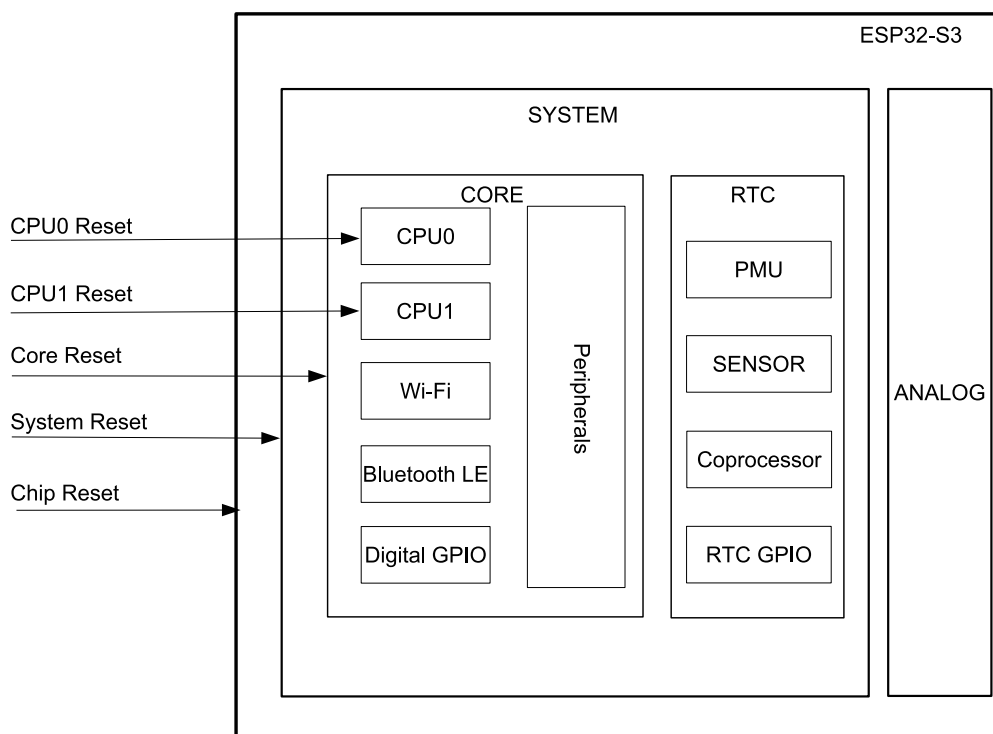 ESP32-S3
SYSTEM
CORE
RTC
CPU0 Reset
CPU1 Reset
Core Reset
System Reset
Chip Reset
CPU0
CPU1
Wi-Fi
Bluetooth LE
Digital GPIO
Peripherals
PMU
SENSOR
Coprocessor
RTC GPIO
ANALOG